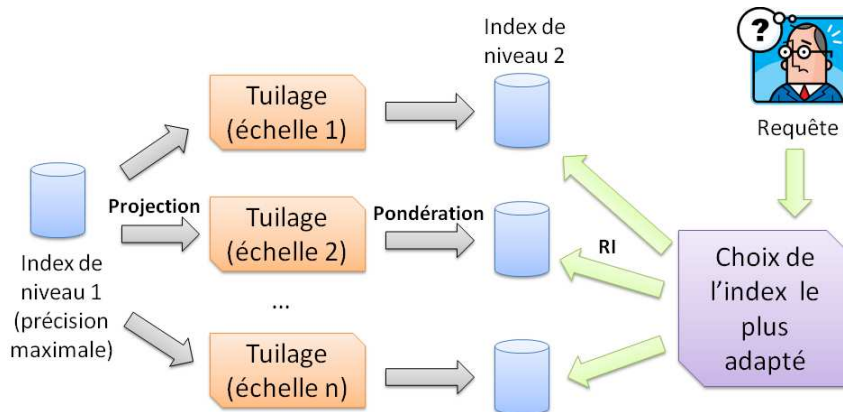 Index de
niveau 2
?
Requête
Tuilage
(échelle 1)
Projection
Tuilage
(échelle 2)
Pondération
RI
Index de
niveau 1
(précision
maximale)
...
Tuilage
(échelle n)
Choix de
l'index le
plus
adapté